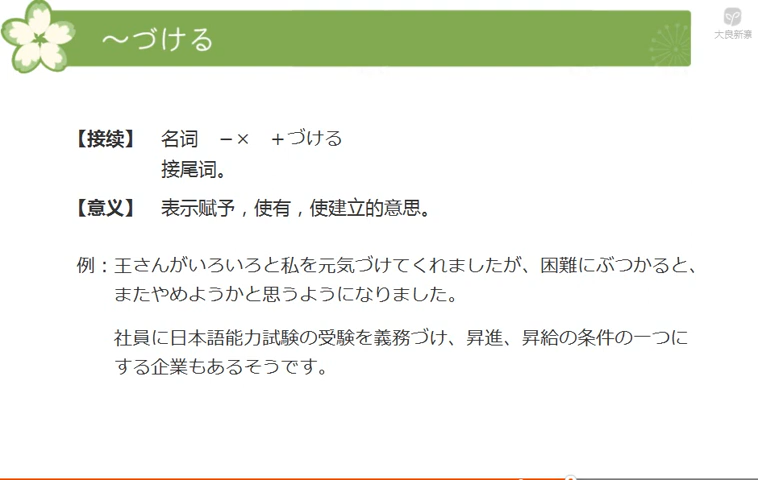 ～づける
大良新禀
【接续】 名词 －× ＋づける
接尾词。
【意义】 表示赋予，使有，使建立的意思。
例：王さんがいろいろと私を元気づけてくれましたが、困難にぶつかると、
またやめようかと思うようになりました。
社員に日本語能力試験の受験を義務づけ、昇進、昇給の条件の一つに
する企業もあるそうです。